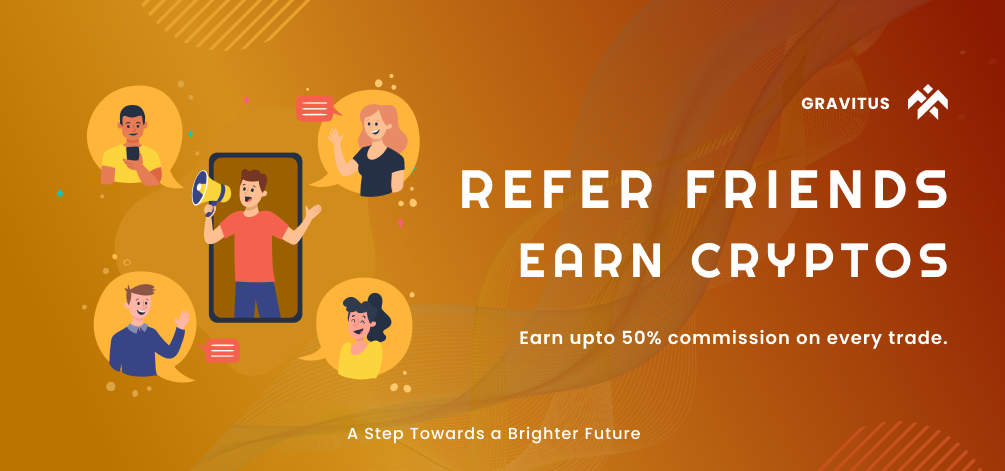 GRAVITUS
REFER FRIENDS
EARN CRYPTOS
Earn upto 50% commission on every trade.
A Step Towards a Brighter Future